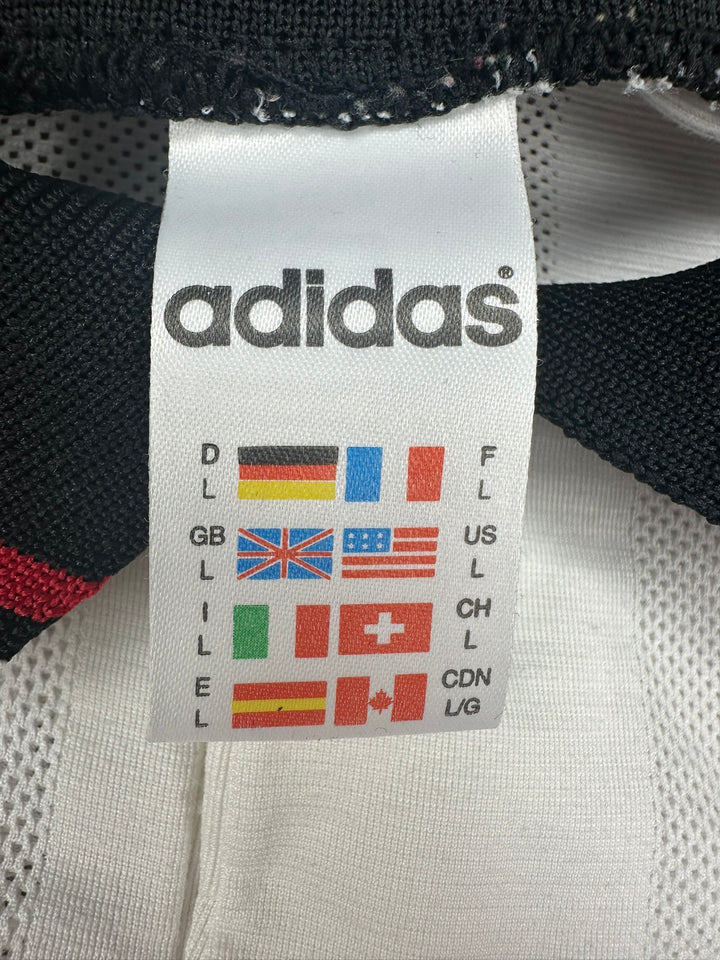 adidas®
D F
L L
GB US
L L
I CH
L L
E CDN
L L/G